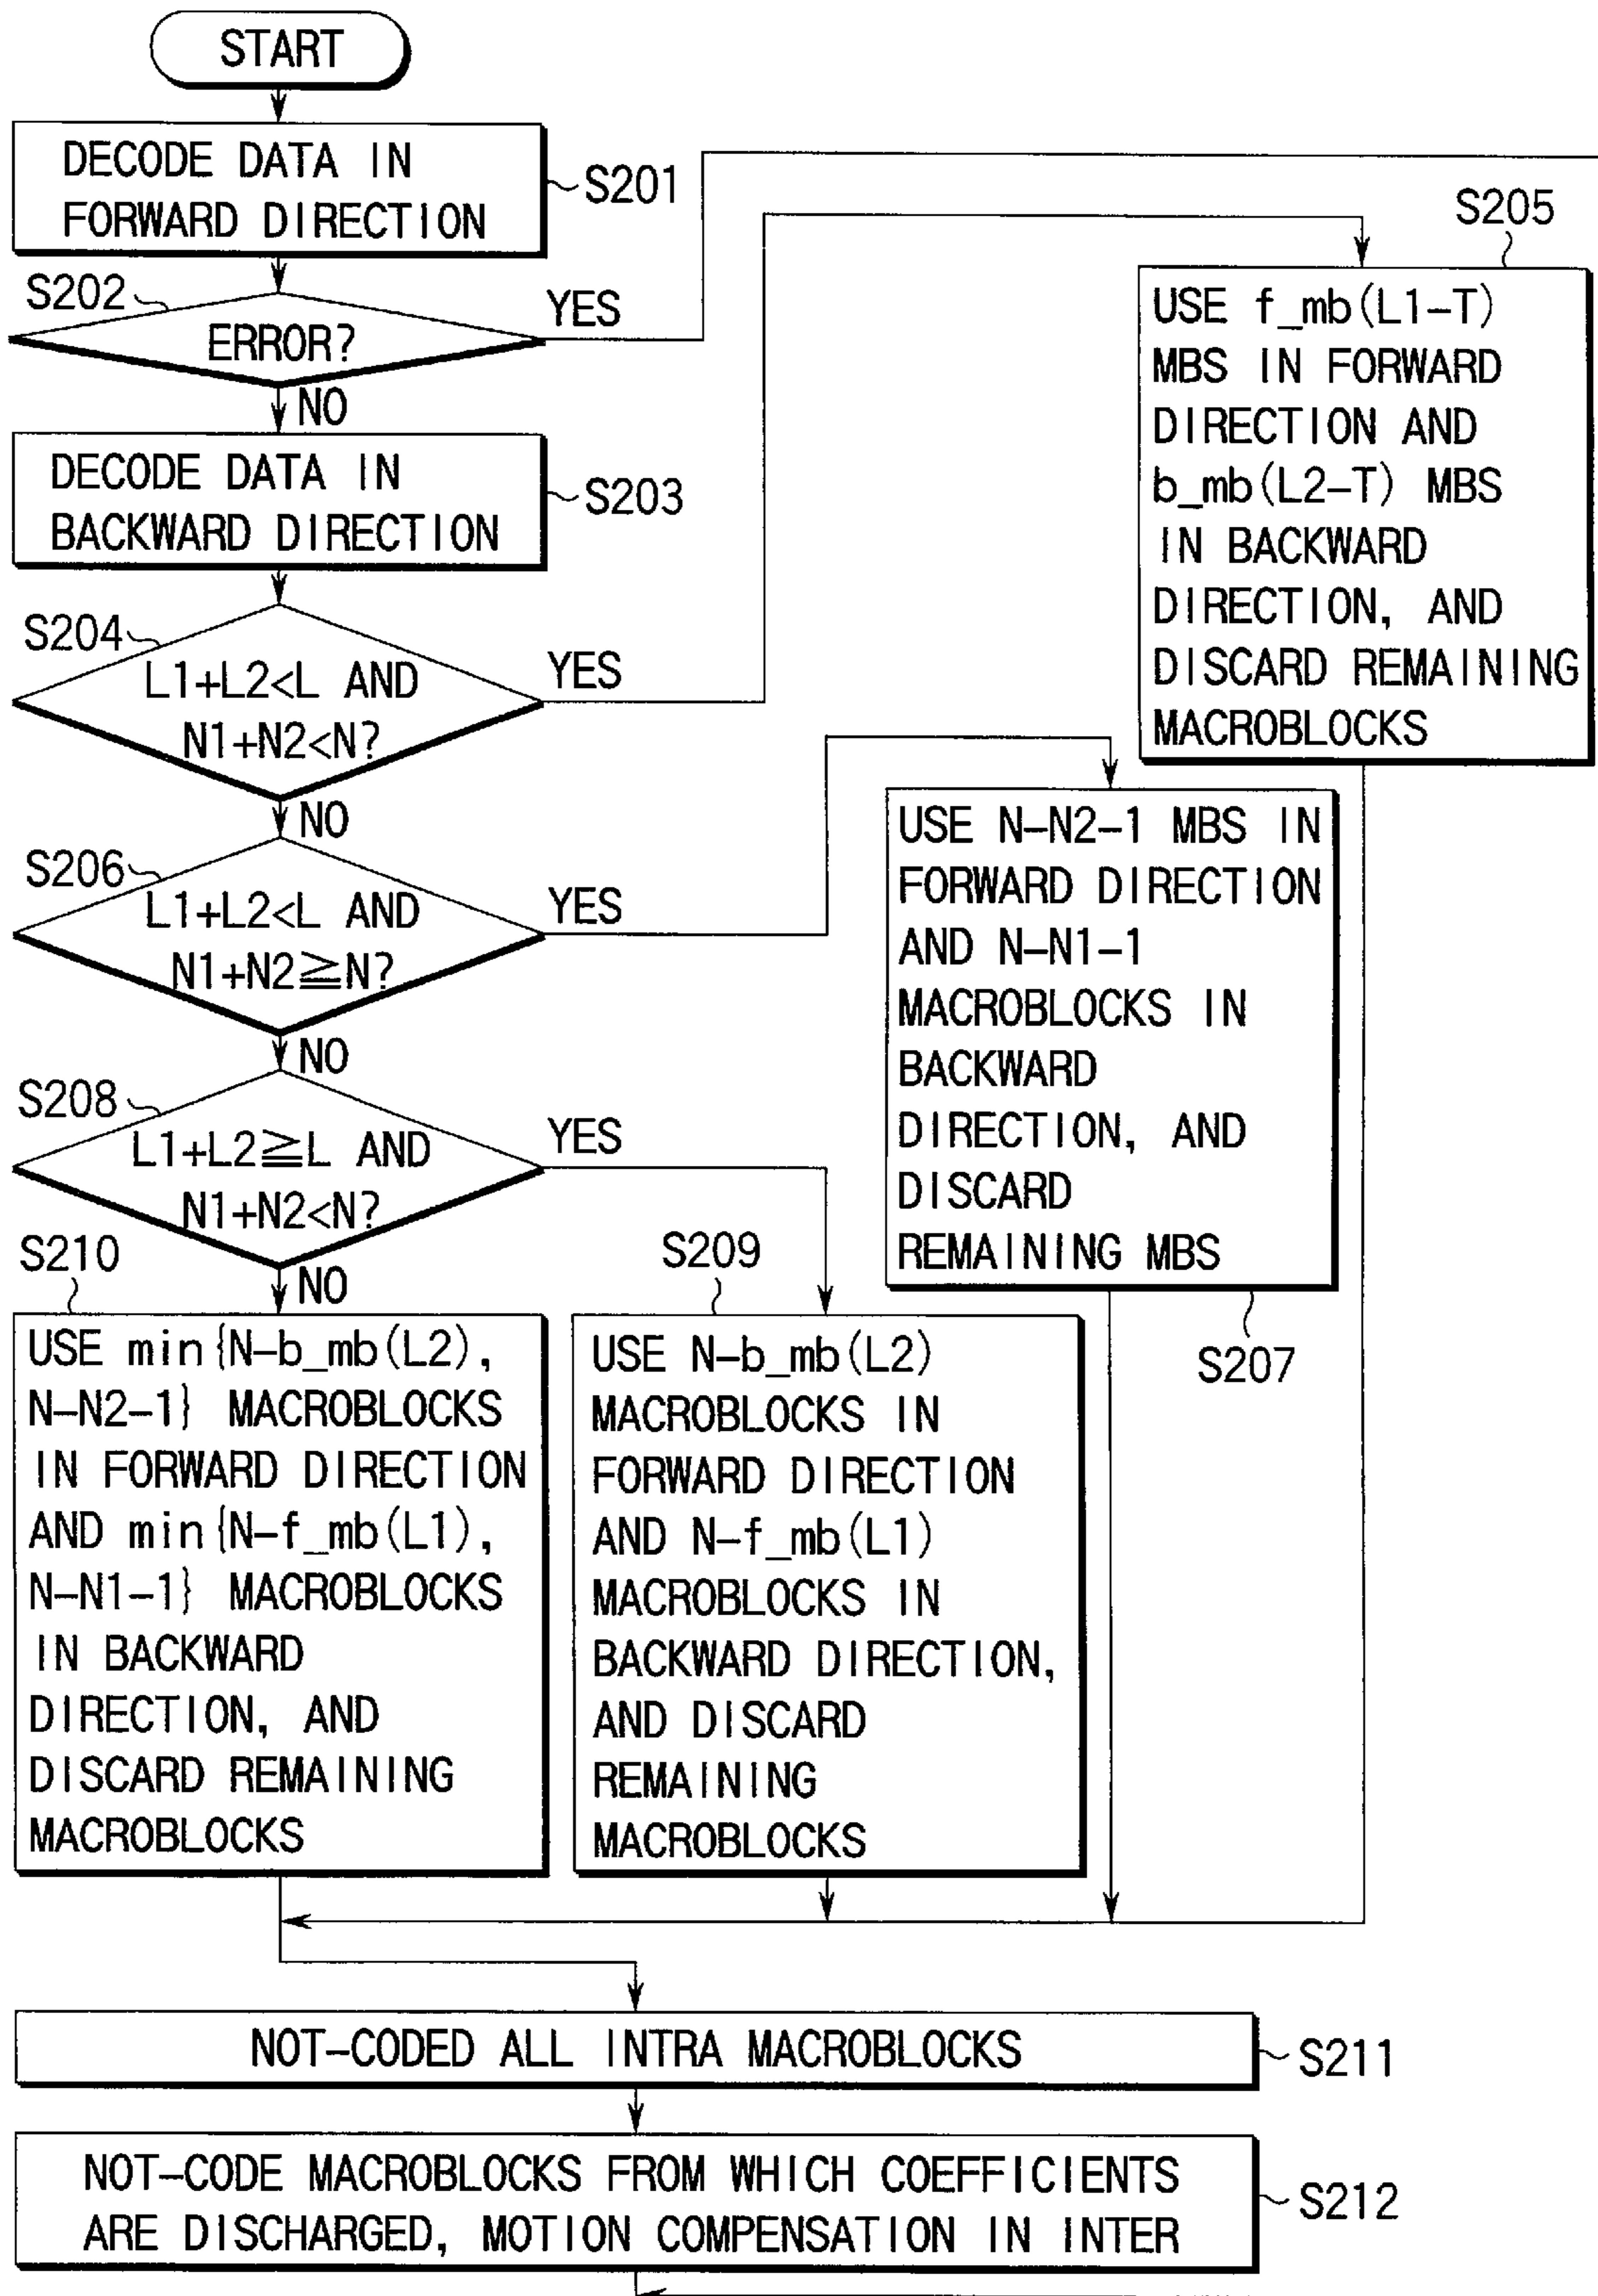 START
DECODE DATA IN
FORWARD DIRECTION
S201
S202
ERROR?
YES
NO
DECODE DATA IN
BACKWARD DIRECTION
S203
S204
L1+L2<L AND
N1+N2<N?
YES
NO
S205
USE f_mb(L1-T)
MBS IN FORWARD
DIRECTION AND
b_mb(L2-T) MBS
IN BACKWARD
DIRECTION, AND
DISCARD REMAINING
MACROBLOCKS
S206
L1+L2<L AND
N1+N2≧N?
YES
NO
USE N-N2-1 MBS IN
FORWARD DIRECTION
AND N-N1-1
MACROBLOCKS IN
BACKWARD
DIRECTION, AND
DISCARD
REMAINING MBS
S207
S208
L1+L2≧L AND
N1+N2<N?
YES
NO
S209
USE N-b_mb(L2)
MACROBLOCKS IN
FORWARD DIRECTION
AND N-f_mb(L1)
MACROBLOCKS IN
BACKWARD DIRECTION,
AND DISCARD
REMAINING
MACROBLOCKS
S210
USE min{N-b_mb(L2),
N-N2-1} MACROBLOCKS
IN FORWARD DIRECTION
AND min{N-f_mb(L1),
N-N1-1} MACROBLOCKS
IN BACKWARD
DIRECTION, AND
DISCARD REMAINING
MACROBLOCKS
NOT-CODED ALL INTRA MACROBLOCKS
S211
NOT-CODE MACROBLOCKS FROM WHICH COEFFICIENTS
ARE DISCHARGED, MOTION COMPENSATION IN INTER
S212